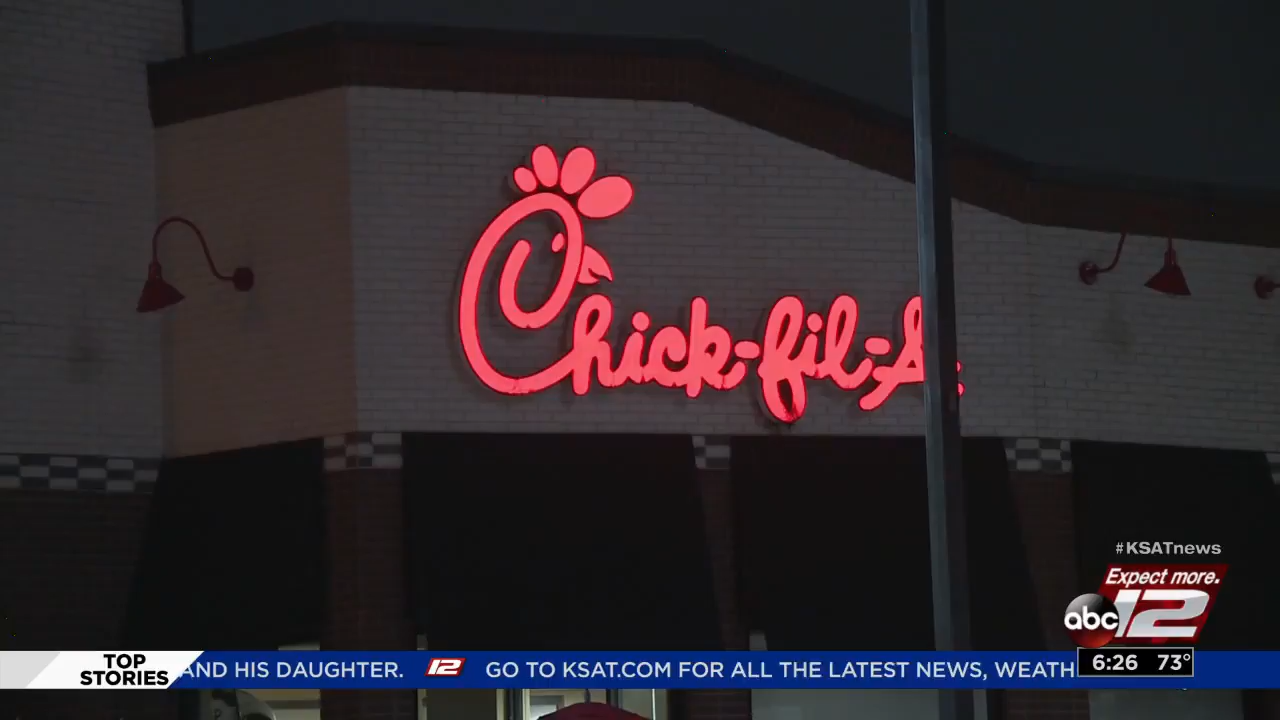 Chick-fil-A
#KSATnews
Expect more.
abc 12
TOP
STORIES
AND HIS DAUGHTER. 12 GO TO KSAT.COM FOR ALL THE LATEST NEWS, WEATH
6:26 73°